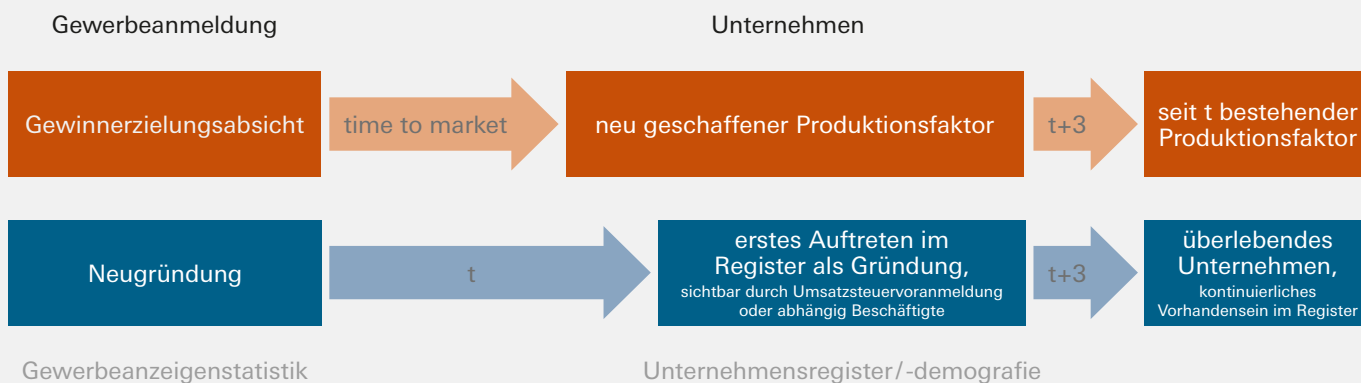 Gewerbeanmeldung
Unternehmen
Gewinnerzielungsabsicht
time to market
neu geschaffener Produktionsfaktor
t+3
seit t bestehender
Produktionsfaktor
Neugründung
t
erstes Auftreten im
Register als Gründung,
sichtbar durch Umsatzsteuervoranmeldung
oder abhängig Beschäftigte
t+3
überlebendes
Unternehmen,
kontinuierliches
Vorhandensein im Register
Gewerbeanzeigenstatistik
Unternehmensregister/-demografie